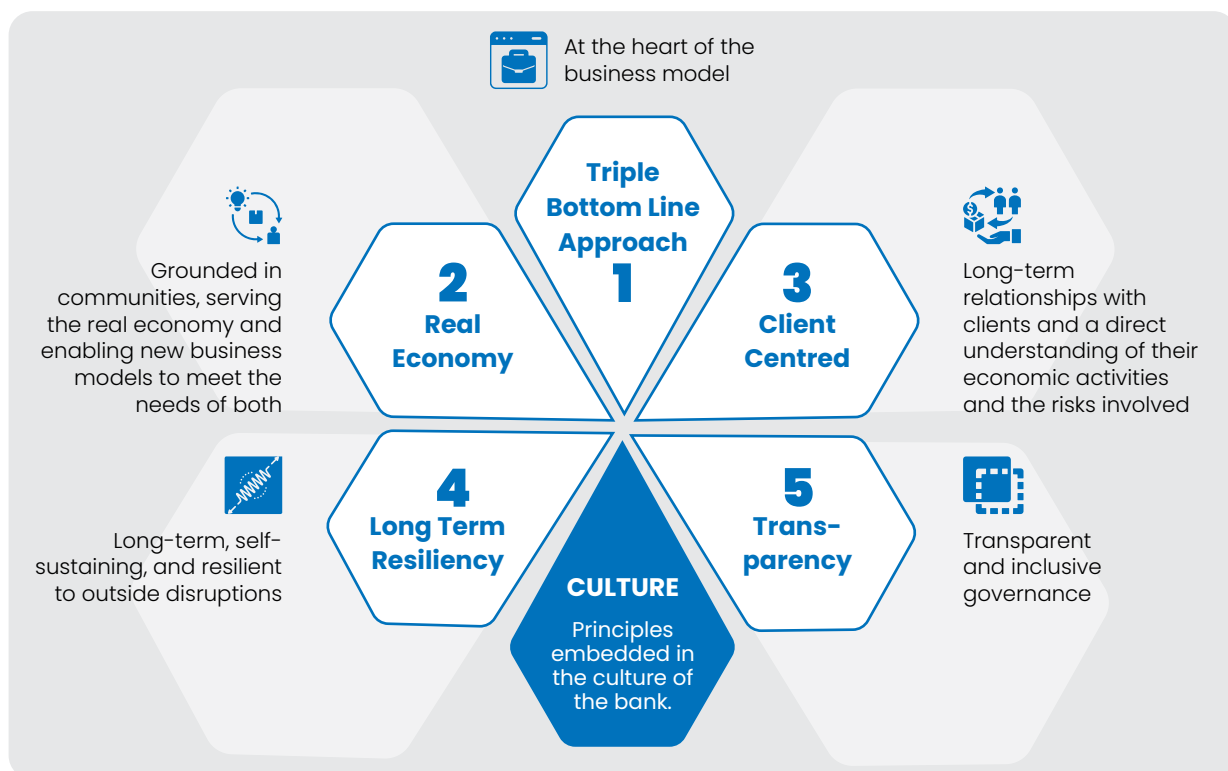 At the heart of the
business model
Triple
Bottom Line
Approach
1
2
Real
Economy
Grounded in
communities, serving
the real economy and
enabling new business
models to meet the
needs of both
3
Client
Centred
Long-term
relationships with
clients and a direct
understanding of their
economic activities
and the risks involved
4
Long Term
Resiliency
Long-term, self-
sustaining, and resilient
to outside disruptions
5
Trans-
parency
Transparent
and inclusive
governance
CULTURE
Principles
embedded in
the culture of
the bank.